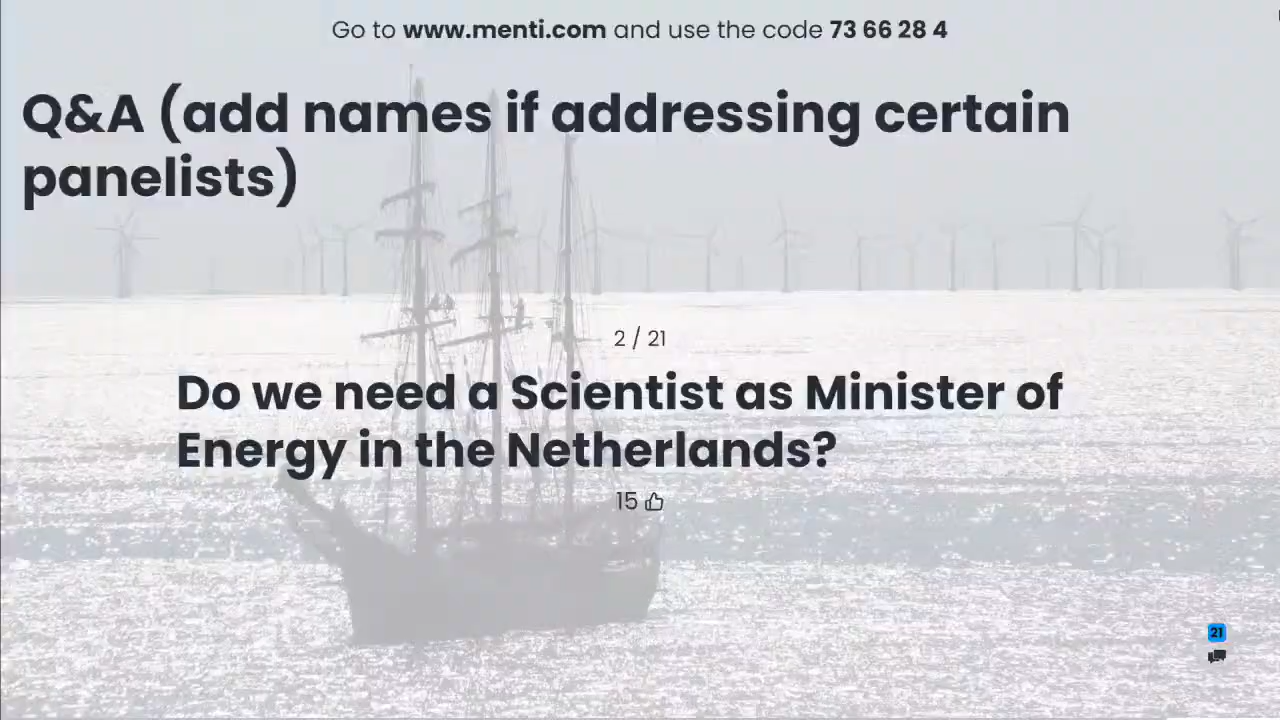 Go to www.menti.com and use the code 73 66 28 4
Q&A (add names if addressing certain
panelists)
2 / 21
Do we need a Scientist as Minister of
Energy in the Netherlands?
15
21